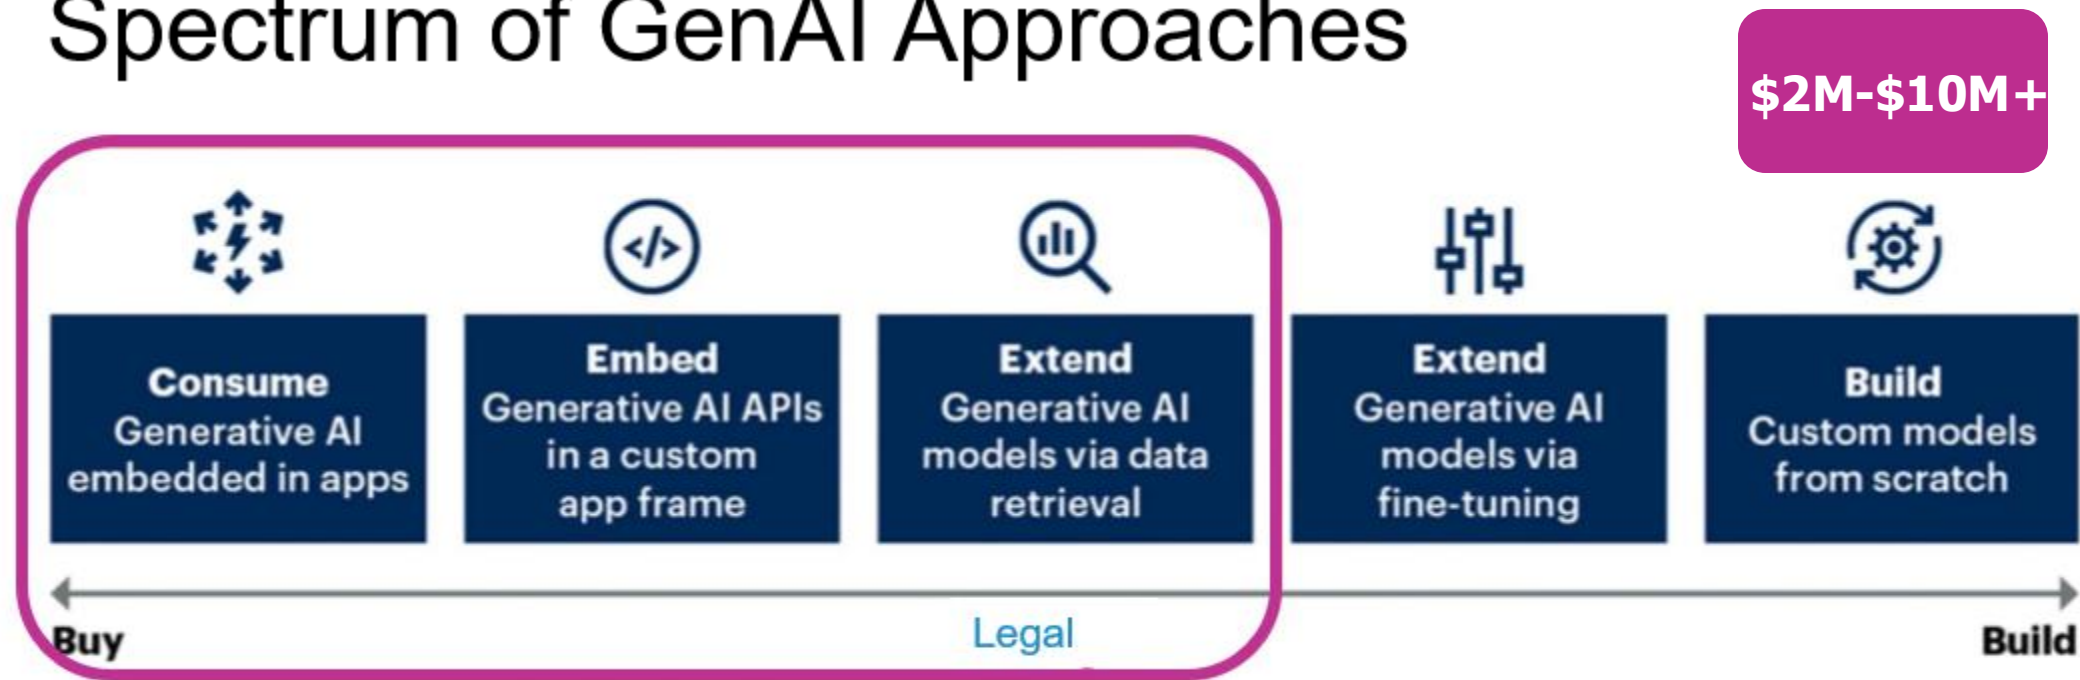 Spectrum of GenAI Approaches
$2M-$10M+
Consume
Generative AI
embedded in apps
Embed
Generative AI APIs
in a custom
app frame
Extend
Generative AI
models via data
retrieval
Extend
Generative AI
models via
fine-tuning
Build
Custom models
from scratch
Buy
Legal
Build